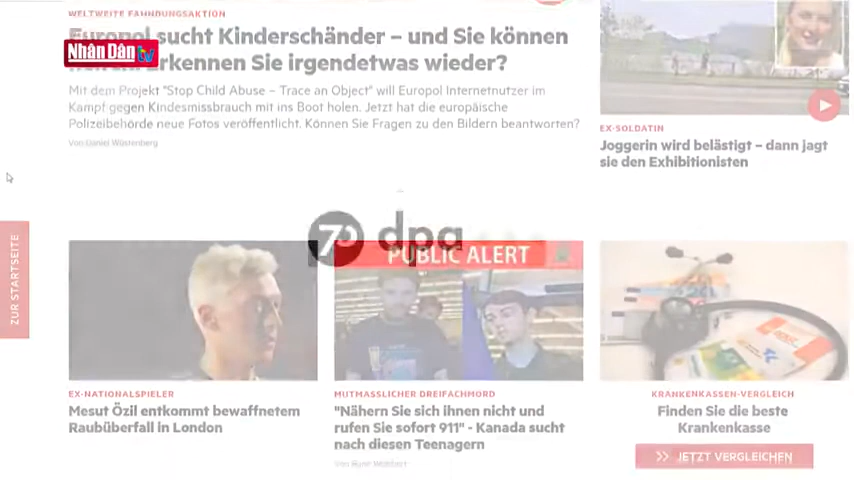 WELTWEITE FAHNDUNGSAKTION
Europol sucht Kinderschänder – und Sie können
Erkennen Sie irgendetwas wieder?
Nhân Dân tv
Mit dem Projekt "Stop Child Abuse – Trace an Object" will Europol Internetnutzer im
Kampf gegen Kindesmissbrauch mit ins Boot holen. Jetzt hat die europäische
Polizeibehörde neue Fotos veröffentlicht. Können Sie Fragen zu den Bildern beantworten?
Von Daniel Wüstenberg
EX-SOLDATIN
Joggerin wird belästigt – dann jagt
sie den Exhibitionisten
ZUR STARTSEITE
70 dpa
PUBLIC ALERT
EX-NATIONALSPIELER
Mesut Özil entkommt bewaffnetem
Raubüberfall in London
MUTMASSLICHER DREIFACHMORD
"Nähern Sie sich ihnen nicht und
rufen Sie sofort 911" - Kanada sucht
nach diesen Teenagern
KRANKENKASSEN-VERGLEICH
Finden Sie die beste
Krankenkasse
JETZT VERGLEICHEN